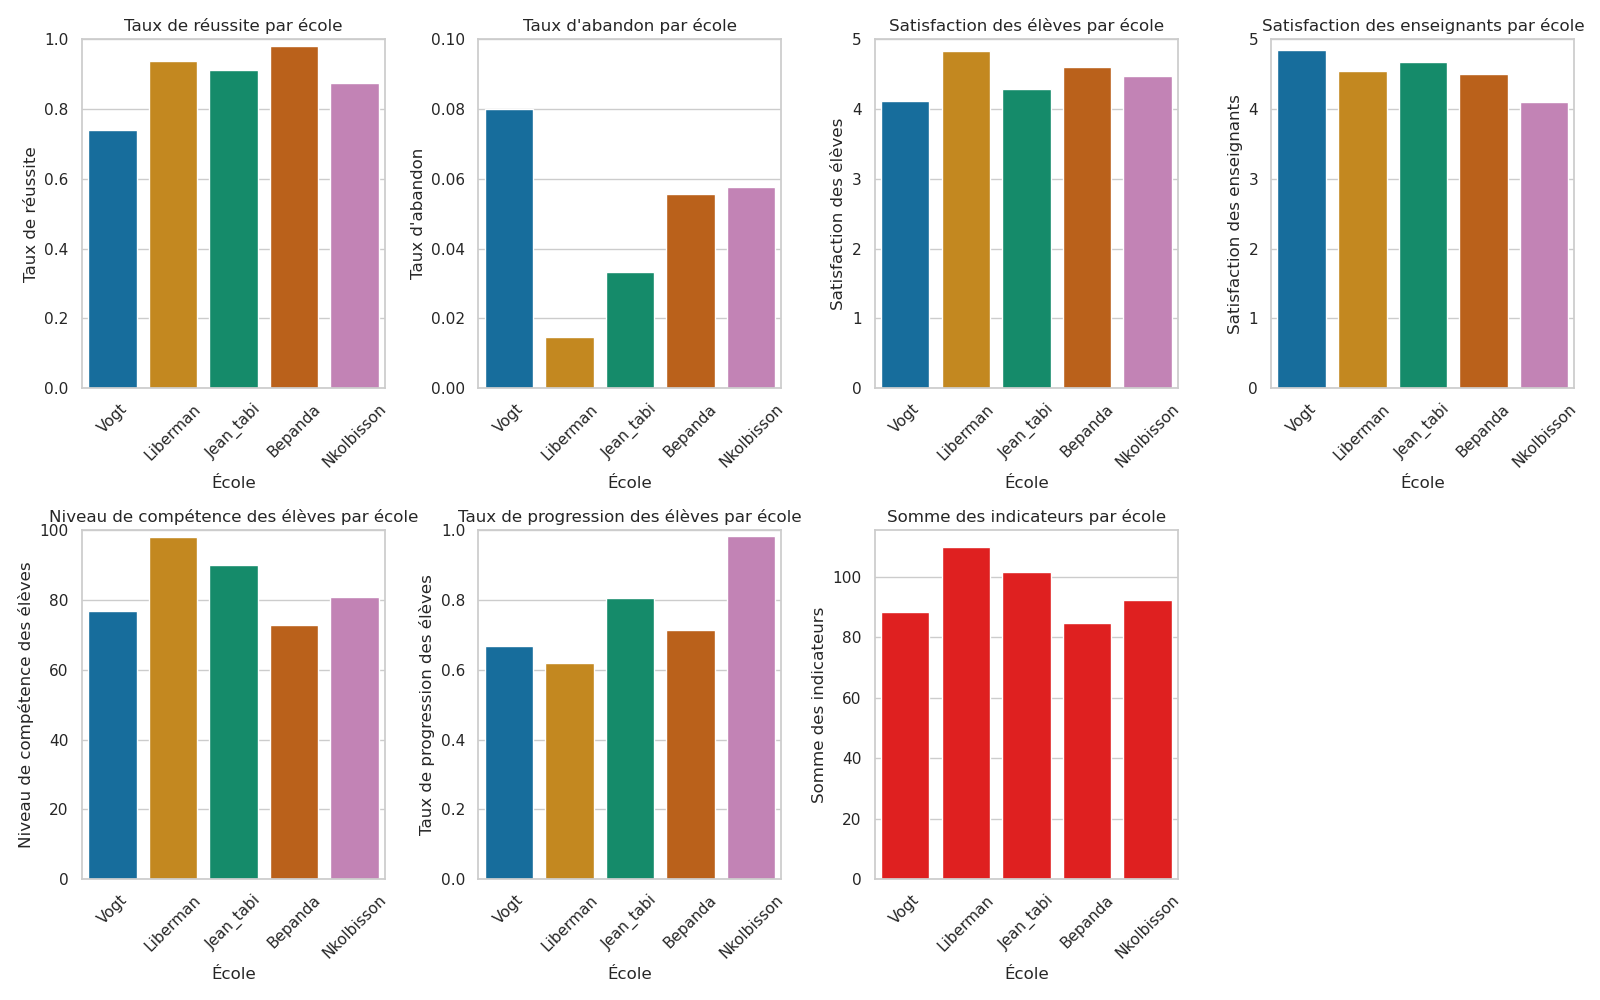 Taux de réussite par école
Taux de réussite
1.0
0.8
0.6
0.4
0.2
0.0
Vogt
Liberman
Jean_tabi
Bepanda
Nkolbisson
École
Taux d'abandon par école
Taux d'abandon
0.10
0.08
0.06
0.04
0.02
0.00
Vogt
Liberman
Jean_tabi
Bepanda
Nkolbisson
École
Satisfaction des élèves par école
Satisfaction des élèves
5
4
3
2
1
0
Vogt
Liberman
Jean_tabi
Bepanda
Nkolbisson
École
Satisfaction des enseignants par école
Satisfaction des enseignants
5
4
3
2
1
0
Vogt
Liberman
Jean_tabi
Bepanda
Nkolbisson
École
Niveau de compétence des élèves par école
Niveau de compétence des élèves
100
80
60
40
20
0
Vogt
Liberman
Jean_tabi
Bepanda
Nkolbisson
École
Taux de progression des élèves par école
Taux de progression des élèves
1.0
0.8
0.6
0.4
0.2
0.0
Vogt
Liberman
Jean_tabi
Bepanda
Nkolbisson
École
Somme des indicateurs par école
Somme des indicateurs
100
80
60
40
20
0
Vogt
Liberman
Jean_tabi
Bepanda
Nkolbisson
École